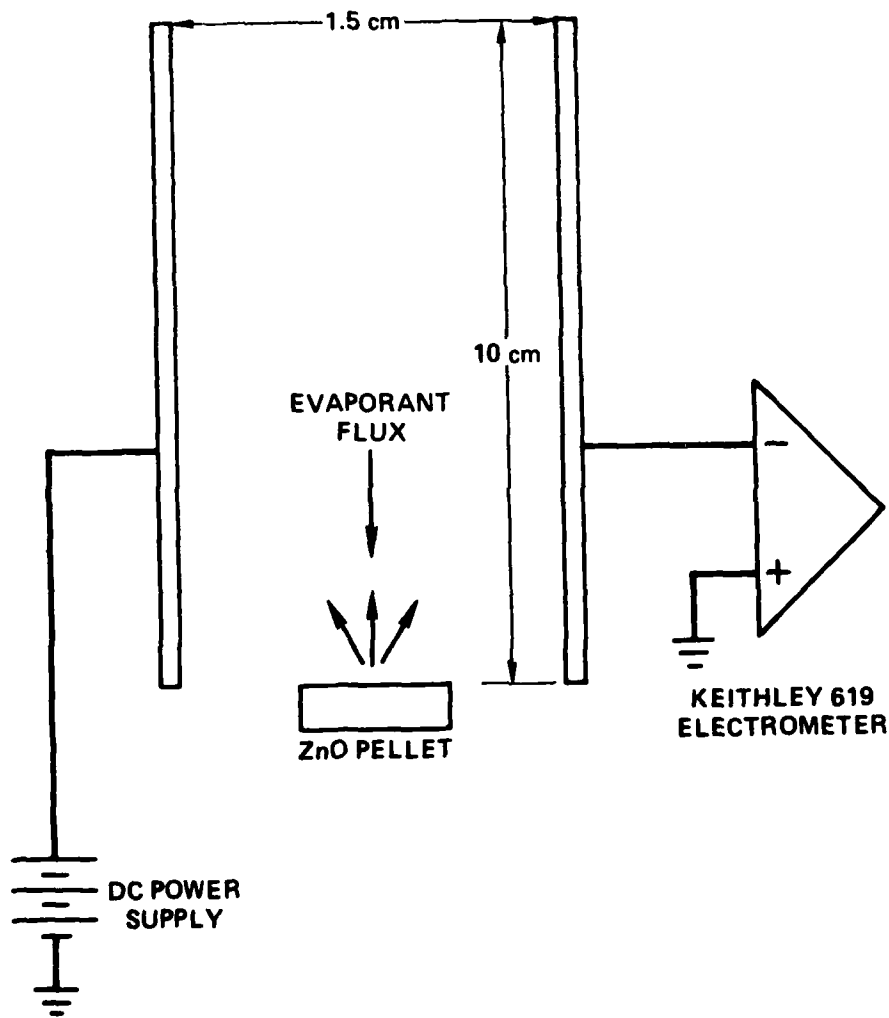 1.5 cm
10 cm
EVAPORANT
FLUX
−
+
KEITHLEY 619
ELECTROMETER
ZnO PELLET
DC POWER
SUPPLY